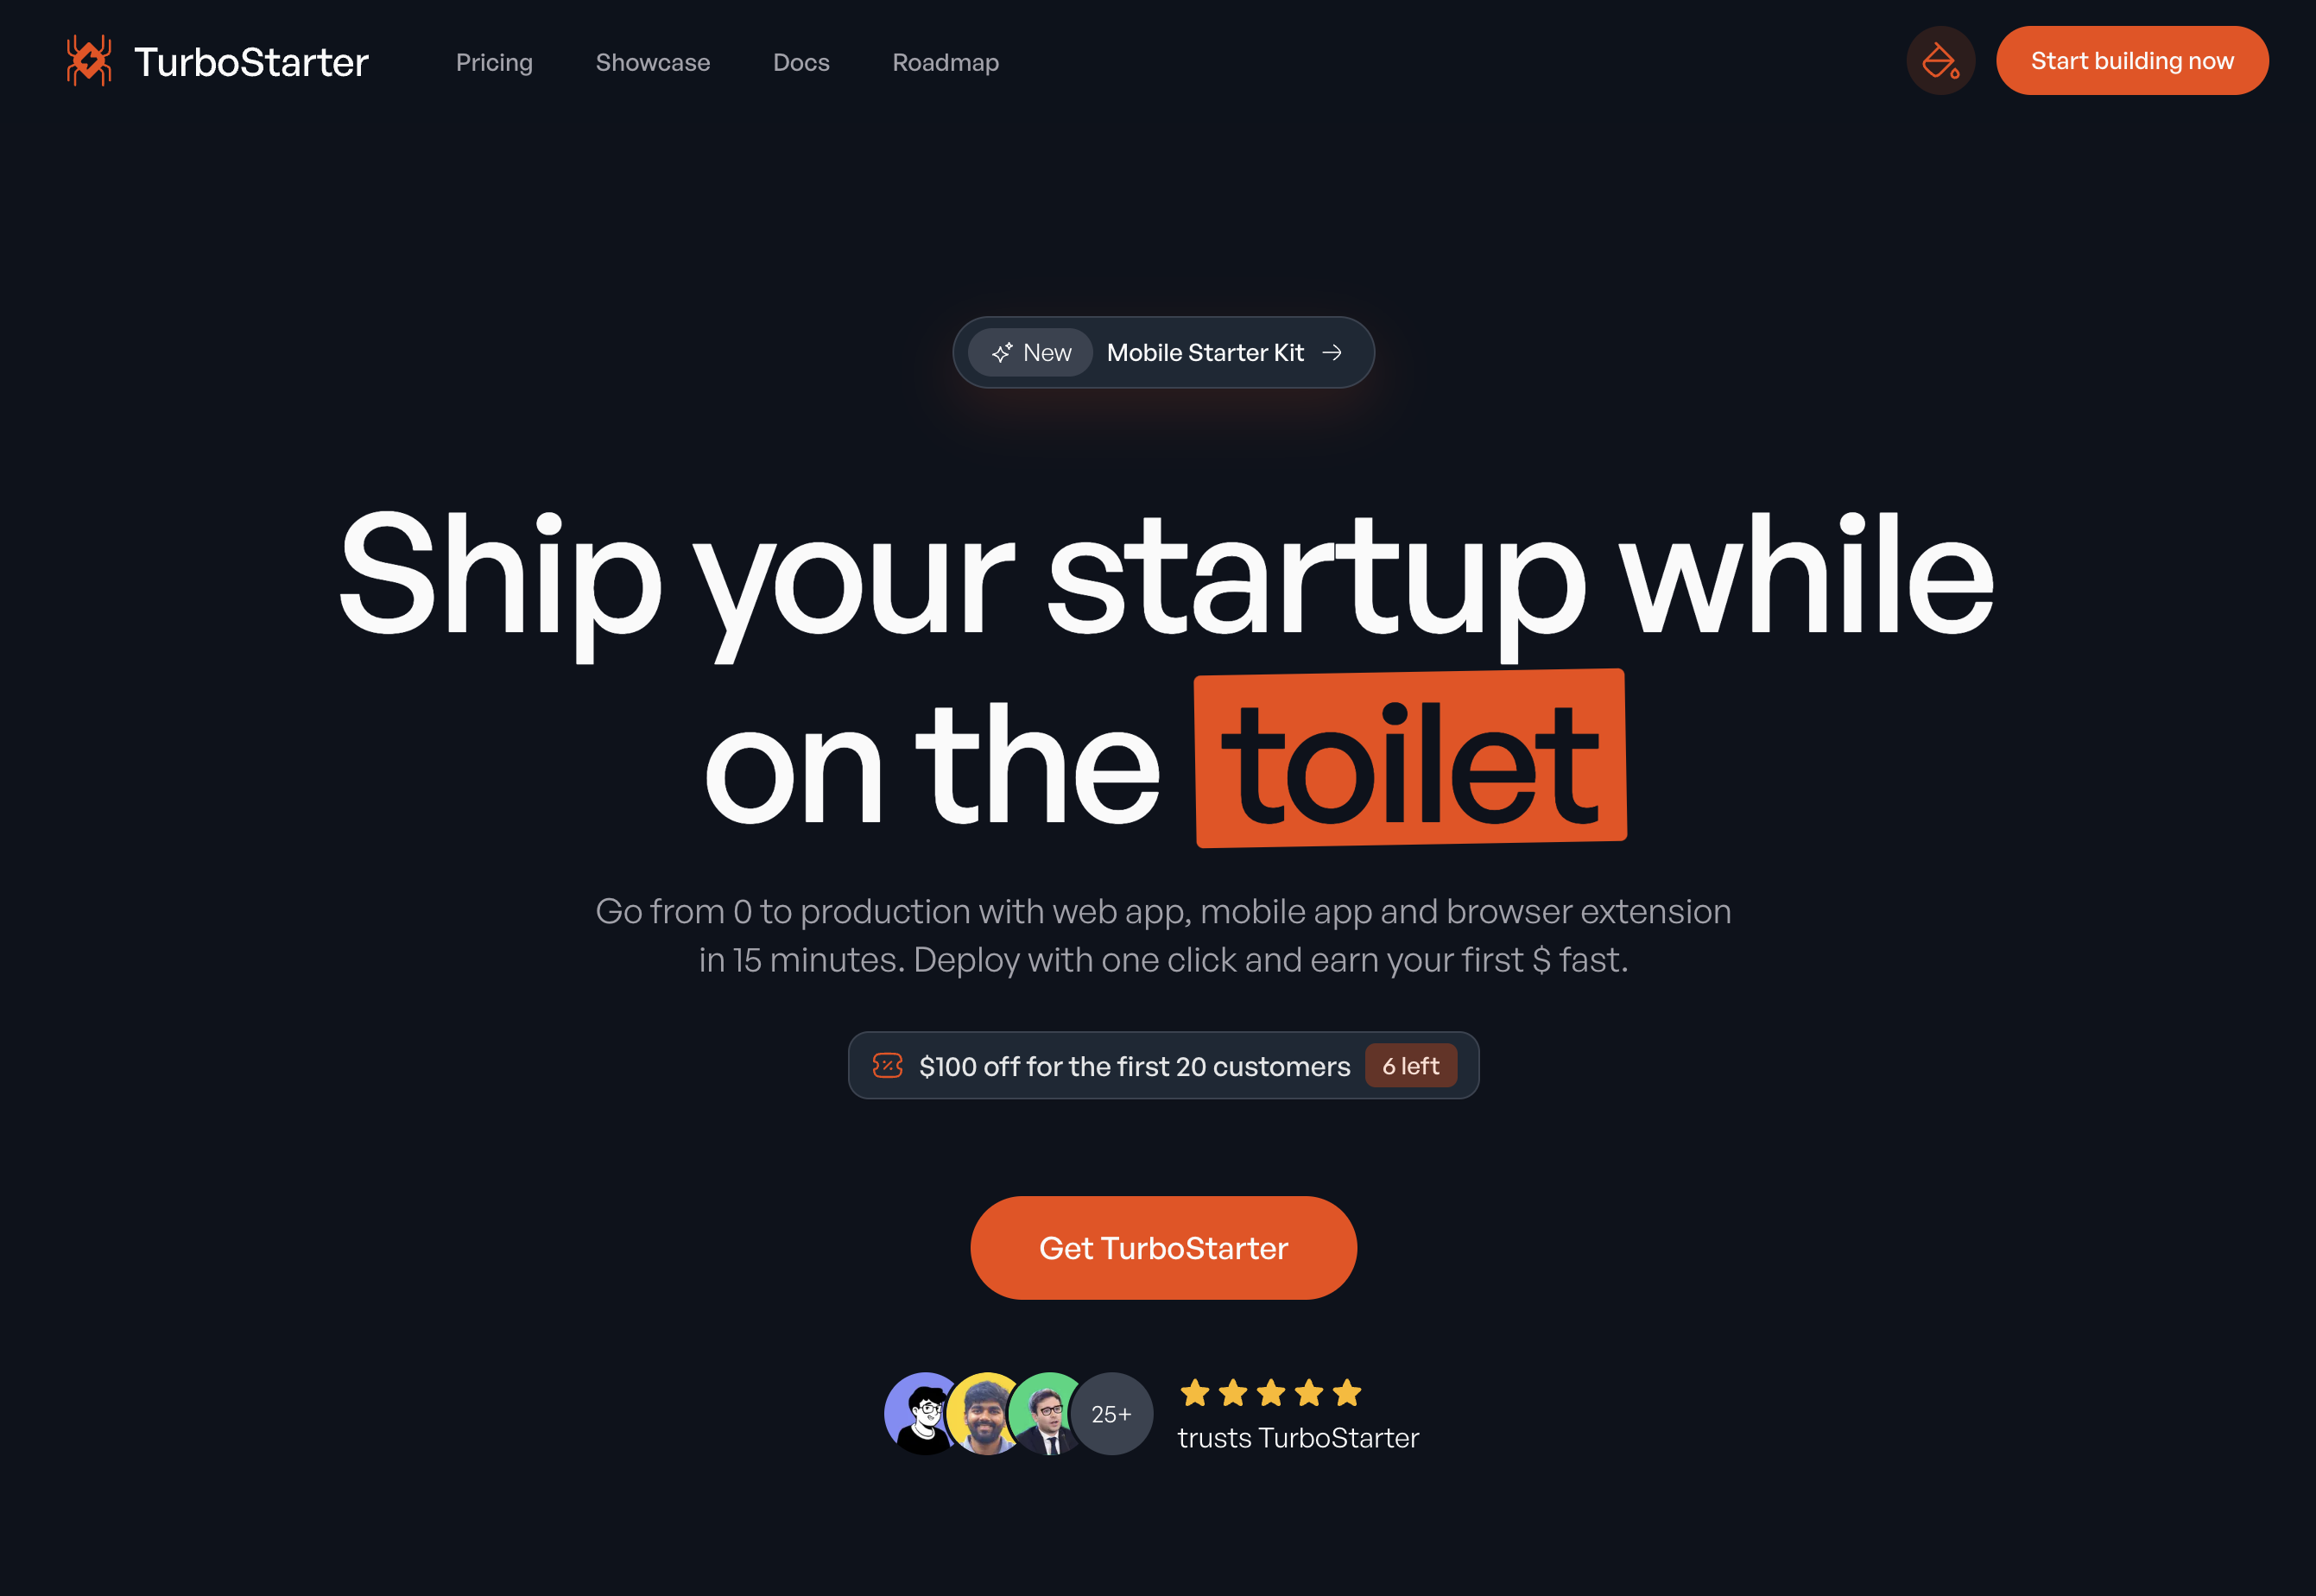 TurboStarter
Pricing
Showcase
Docs
Roadmap
Start building now
New Mobile Starter Kit
Ship your startup while
on the toilet
Go from 0 to production with web app, mobile app and browser extension
in 15 minutes. Deploy with one click and earn your first $ fast.
$100 off for the first 20 customers 6 left
Get TurboStarter
25+
trusts TurboStarter